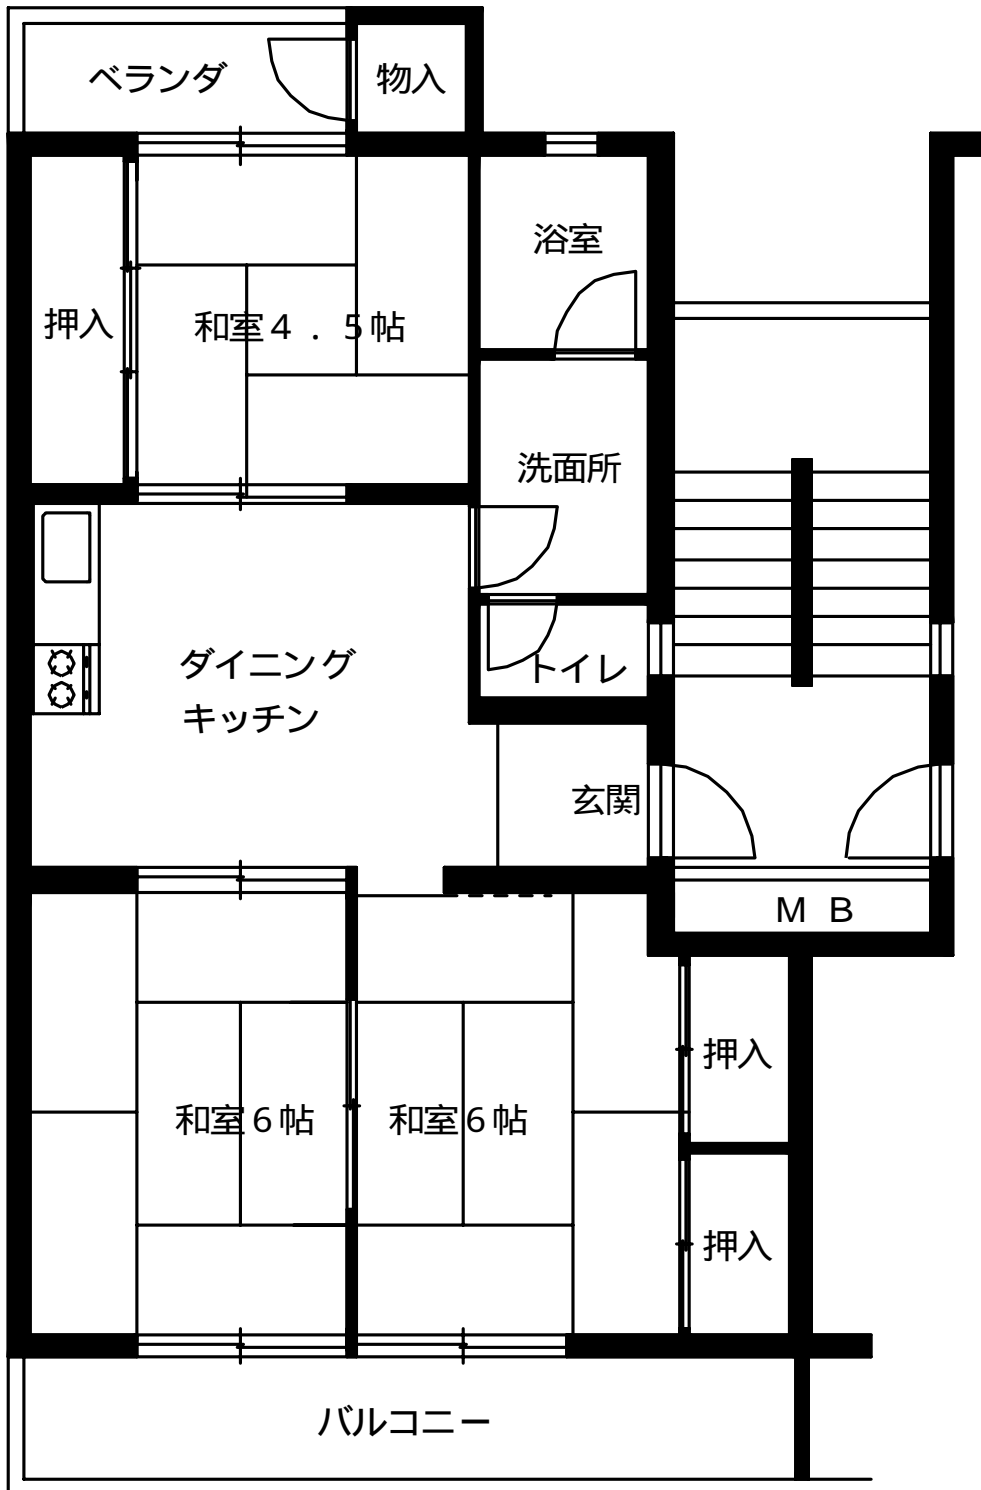 ベランダ
物入
浴室
押入
和室4.5帖
洗面所
ダイニング
キッチン
トイレ
玄関
MB
押入
和室6帖
和室6帖
押入
バルコニー